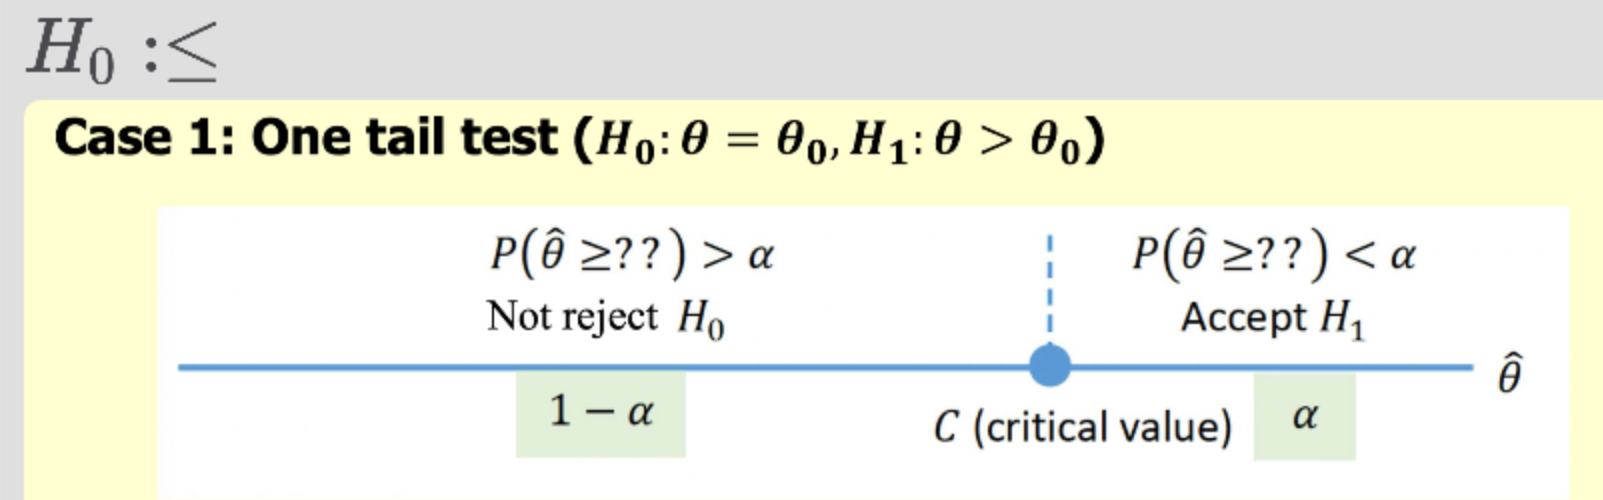 H₀ :≤
Case 1: One tail test (H₀: θ = θ₀, H₁: θ > θ₀)
P(θ̂ ≥??) > α
Not reject H₀
P(θ̂ ≥??) < α
Accept H₁
θ̂
1 − α
C (critical value)
α